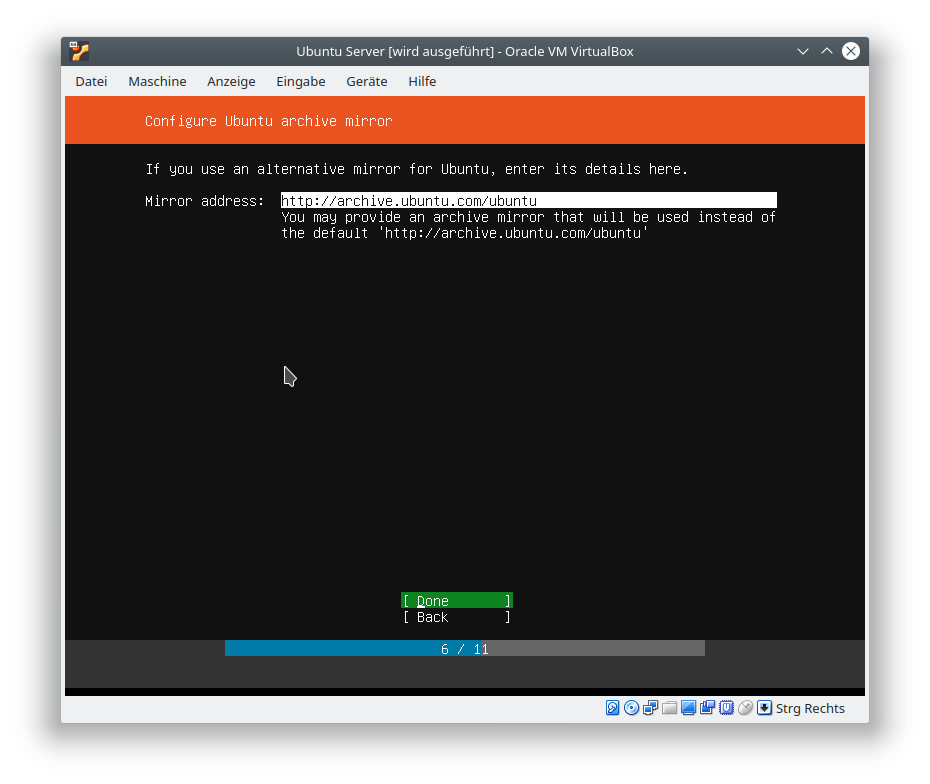 Ubuntu Server [wird ausgeführt] - Oracle VM VirtualBox
Datei Maschine Anzeige Eingabe Geräte Hilfe
Configure Ubuntu archive mirror
If you use an alternative mirror for Ubuntu, enter its details here.
Mirror address: http://archive.ubuntu.com/ubuntu
You may provide an archive mirror that will be used instead of
the default 'http://archive.ubuntu.com/ubuntu'
[ Done ]
[ Back ]
6 / 11
Strg Rechts